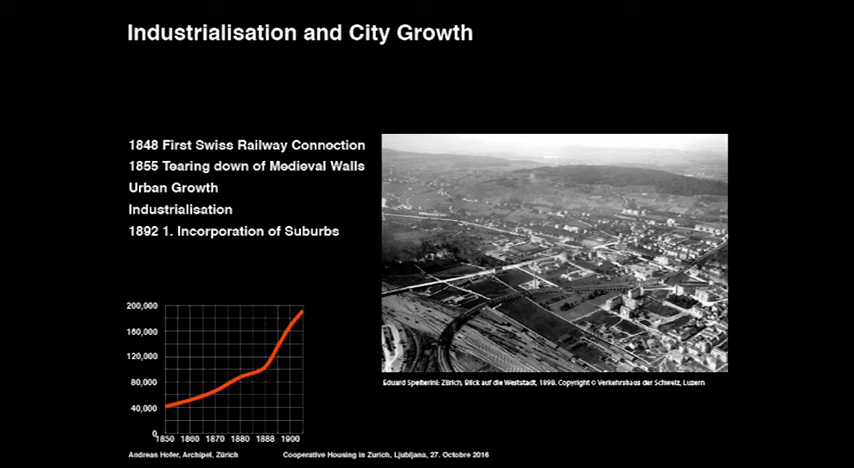 Industrialisation and City Growth
1848 First Swiss Railway Connection
1855 Tearing down of Medieval Walls
Urban Growth
Industrialisation
1892 1. Incorporation of Suburbs
200,000
160,000
120,000
80,000
40,000
0
1850 1860 1870 1880 1888 1900
Eduard Spelterini: Zürich, Blick auf die Weststadt, 1898. Copyright © Verkehrshaus der Schweiz, Luzern
Andreas Hofer, Archipel, Zürich
Cooperative Housing in Zurich, Ljubljana, 27. Octobre 2016